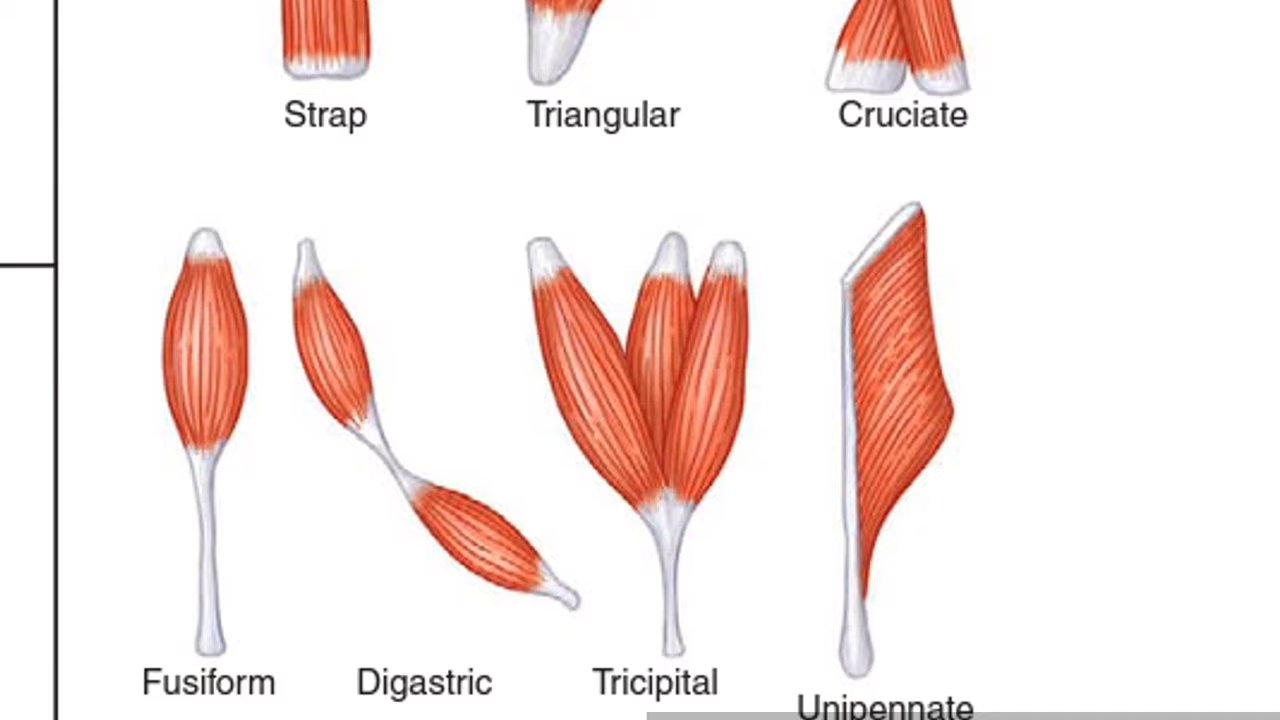 Strap Triangular Cruciate
Fusiform Digastric Tricipital
Unipennate